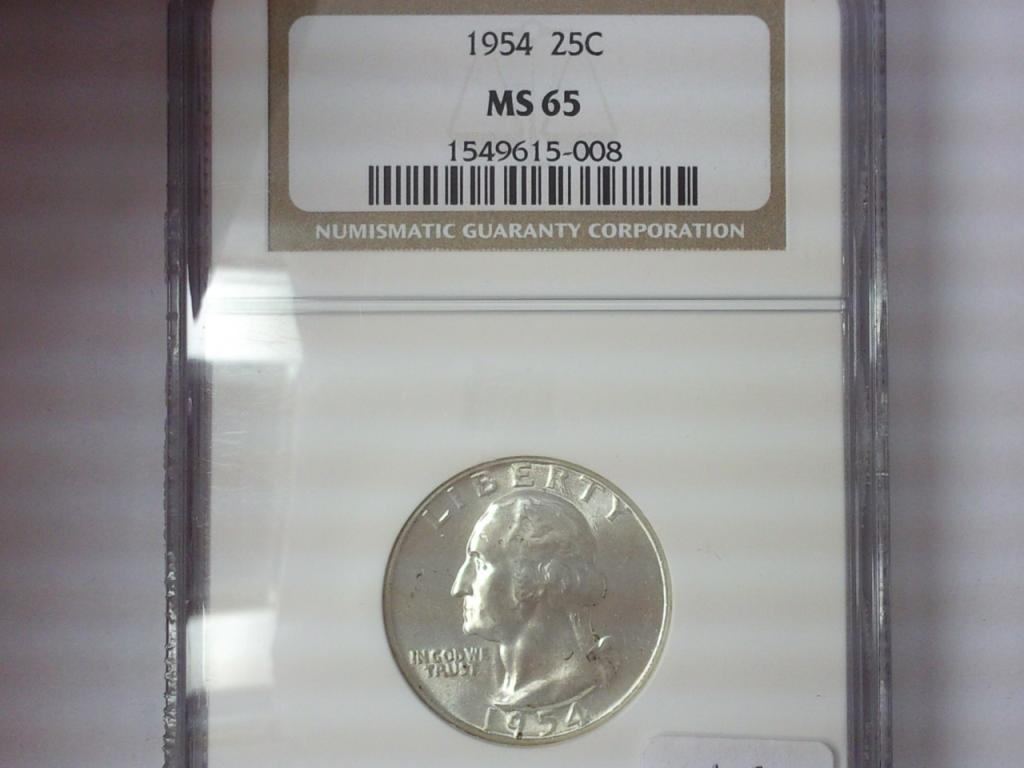 1954 25C
MS 65
1549615-008
NUMISMATIC GUARANTY CORPORATION
LIBERTY
IN GOD WE
TRUST
1954